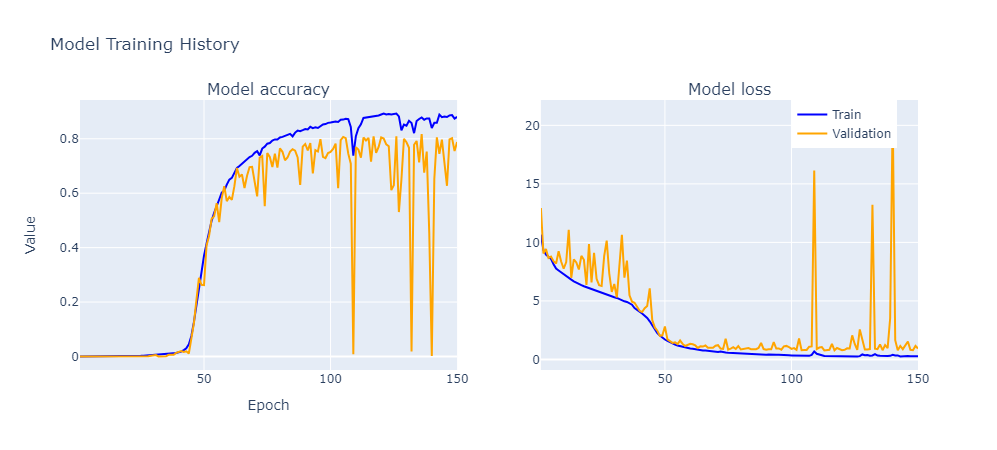 Model Training History
Model accuracy
Value
0.8
0.6
0.4
0.2
0
50
100
150
Epoch
Model loss
Train
Validation
20
15
10
5
0
50
100
150